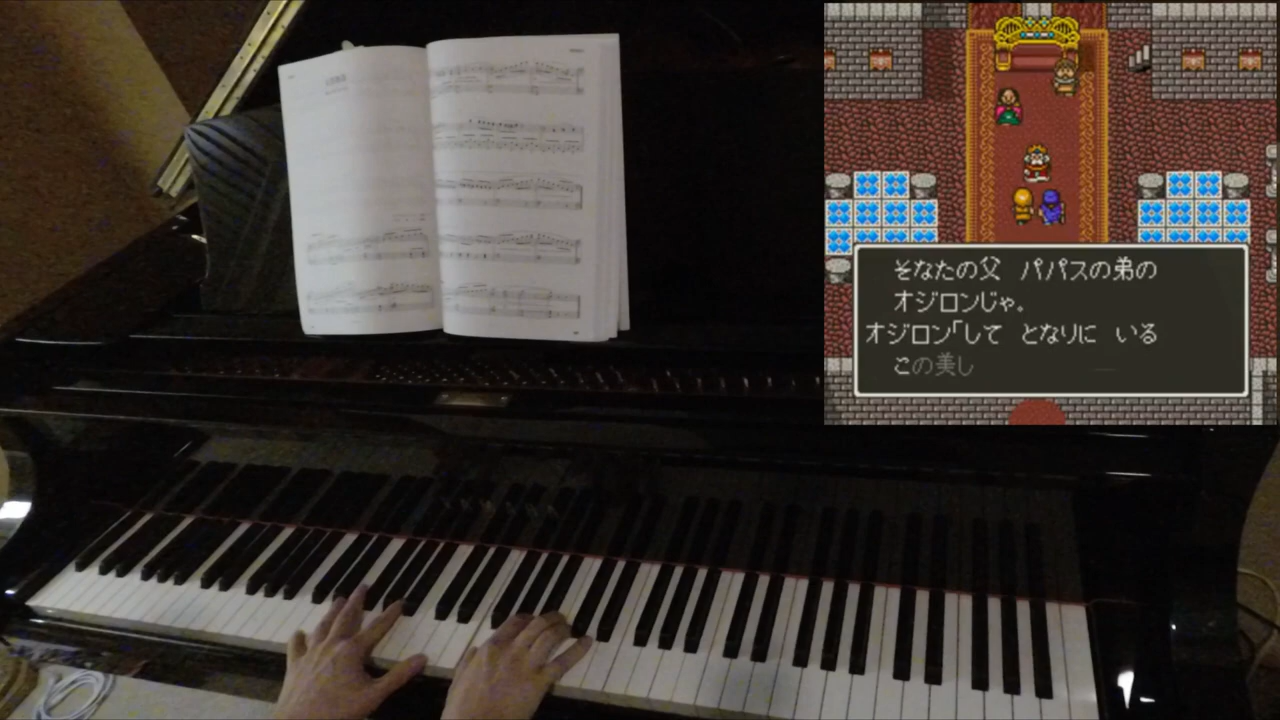 そなたの父　パパスの弟の
オジロンじゃ。
オジロン「して　となりに　いる
この美し